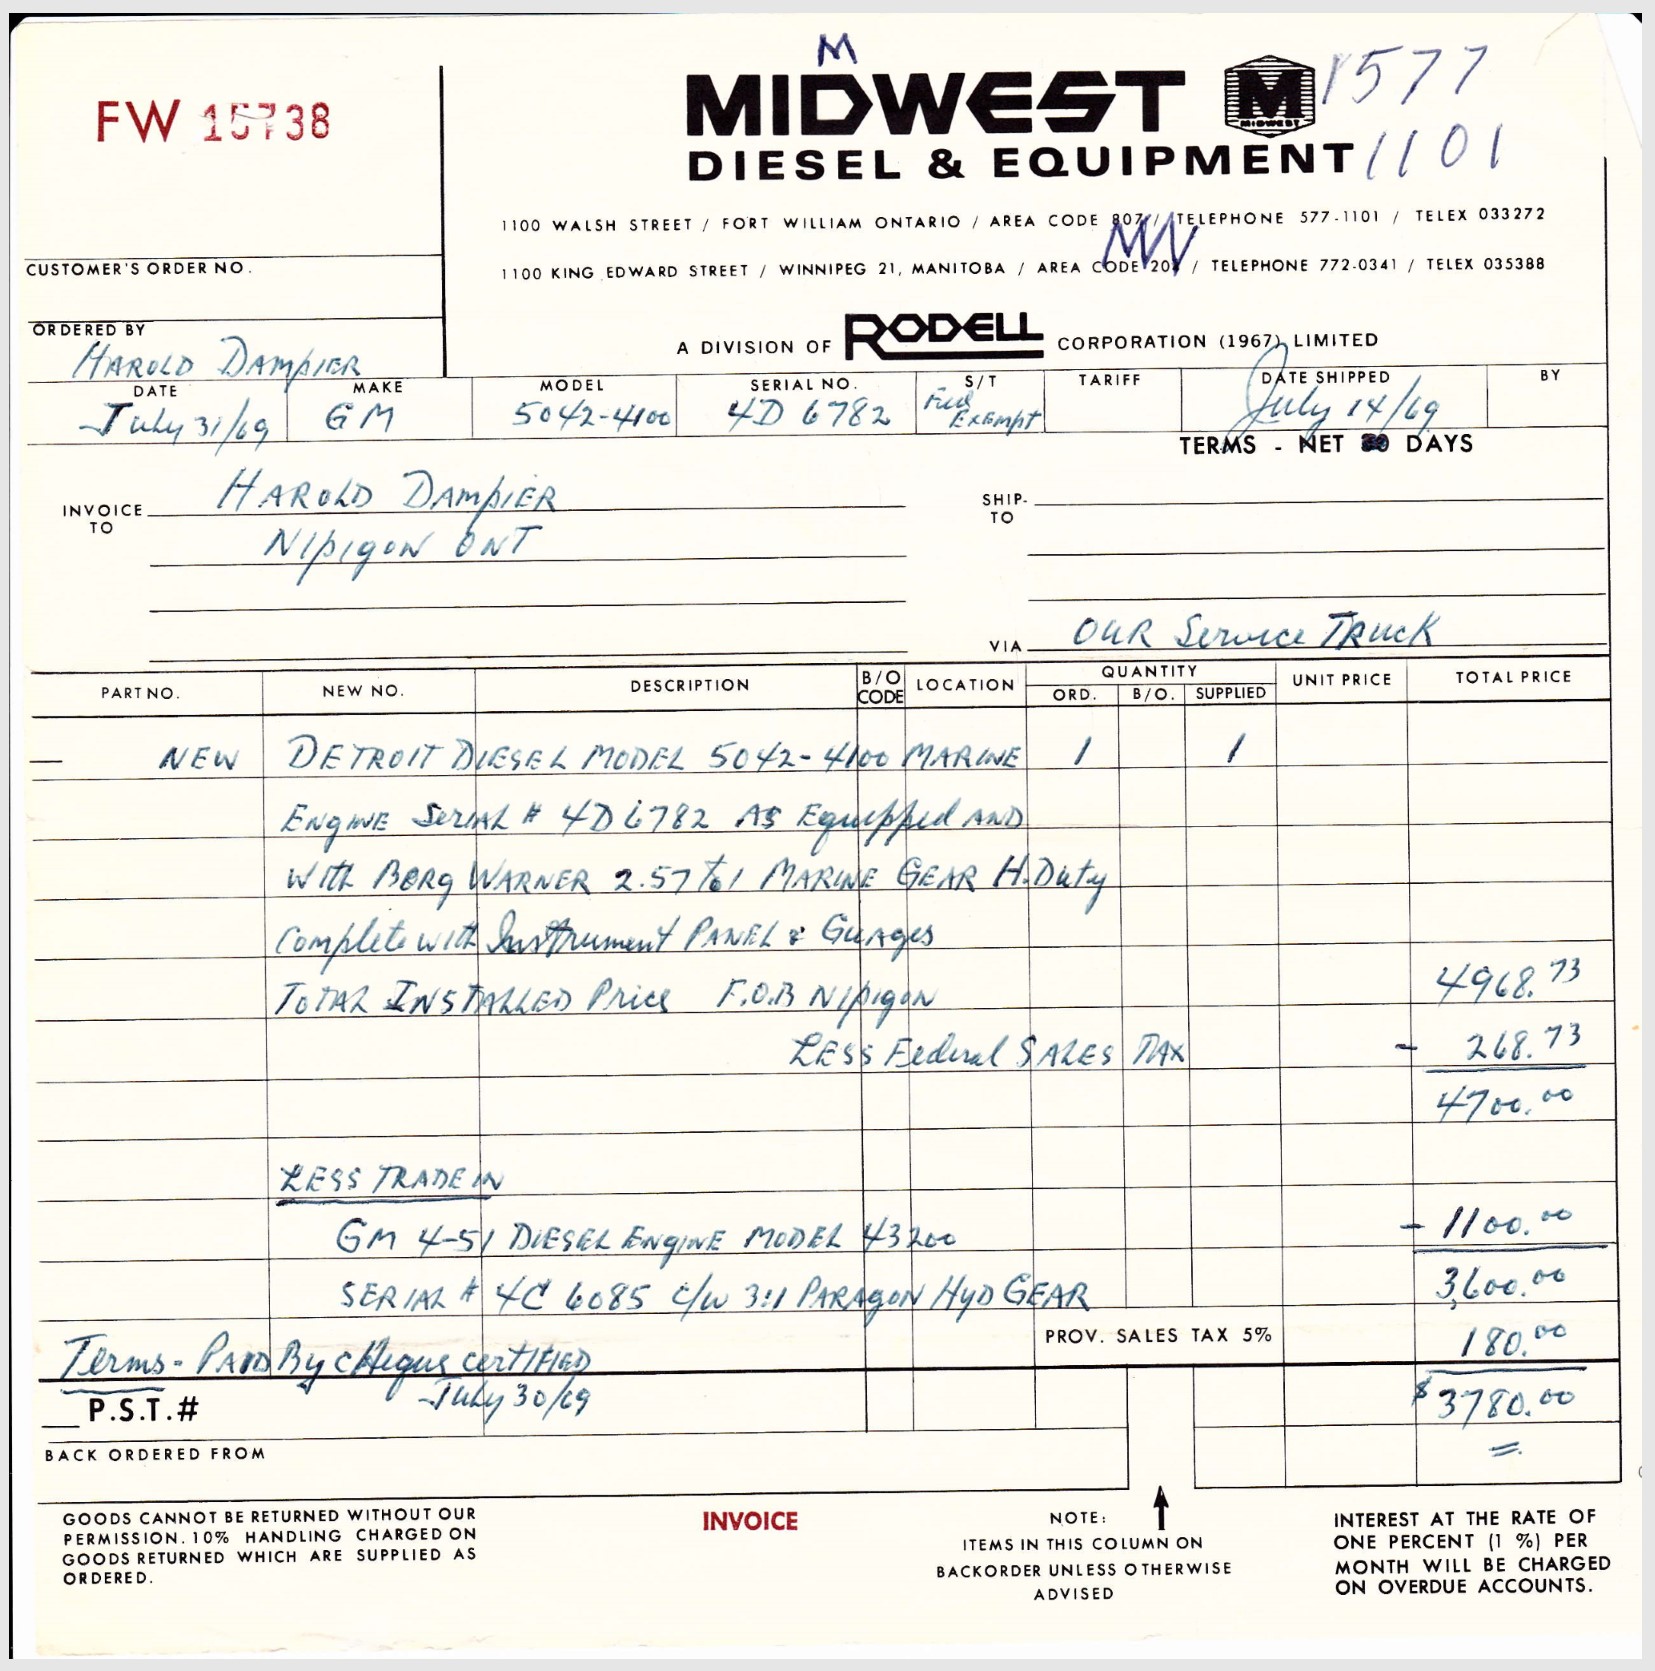 M
FW 15738
MIDWEST M MIDWEST 1577
DIESEL & EQUIPMENT 1101
1100 WALSH STREET / FORT WILLIAM ONTARIO / AREA CODE 807 / TELEPHONE 577-1101 / TELEX 033272
1100 KING EDWARD STREET / WINNIPEG 21, MANITOBA / AREA CODE 204 / TELEPHONE 772-0341 / TELEX 035388
CUSTOMER'S ORDER NO.
A DIVISION OF RODELL CORPORATION (1967) LIMITED
ORDERED BY
HAROLD DAMPIER
DATE MAKE MODEL SERIAL NO. S/T TARIFF DATE SHIPPED BY
July 31/69 GM 5042-4100 4D 6782 Fed Exempt July 14/69
TERMS - NET DAYS
INVOICE TO HAROLD DAMPIER
NIPIGON ONT
SHIP-TO
VIA OUR Service TRUCK
PART NO. NEW NO. DESCRIPTION B/O CODE LOCATION QUANTITY ORD. B/O. SUPPLIED UNIT PRICE TOTAL PRICE
— NEW DETROIT DIESEL MODEL 5042-4100 MARINE 1 1
ENGINE SERIAL # 4D 6782 AS Equipped AND
WITH BORG WARNER 2.57 to 1 MARINE GEAR H.Duty
Complete with Instrument PANEL & GUAGES
TOTAL INSTALLED Price F.O.B NIPIGON 4968.73
LESS Federal SALES TAX - 268.73
4700.00
LESS TRADE IN
GM 4-51 DIESEL ENGINE MODEL 43200 - 1100.00
SERIAL # 4C 6085 C/W 3:1 PARAGON HYD GEAR 3,600.00
PROV. SALES TAX 5% 180.00
Terms - PAID By cheque CERTIFIED
July 30/69
P.S.T.# $3780.00
BACK ORDERED FROM =
GOODS CANNOT BE RETURNED WITHOUT OUR
PERMISSION. 10% HANDLING CHARGED ON
GOODS RETURNED WHICH ARE SUPPLIED AS
ORDERED.
INVOICE
NOTE:
ITEMS IN THIS COLUMN ON
BACKORDER UNLESS OTHERWISE
ADVISED
INTEREST AT THE RATE OF
ONE PERCENT (1 %) PER
MONTH WILL BE CHARGED
ON OVERDUE ACCOUNTS.